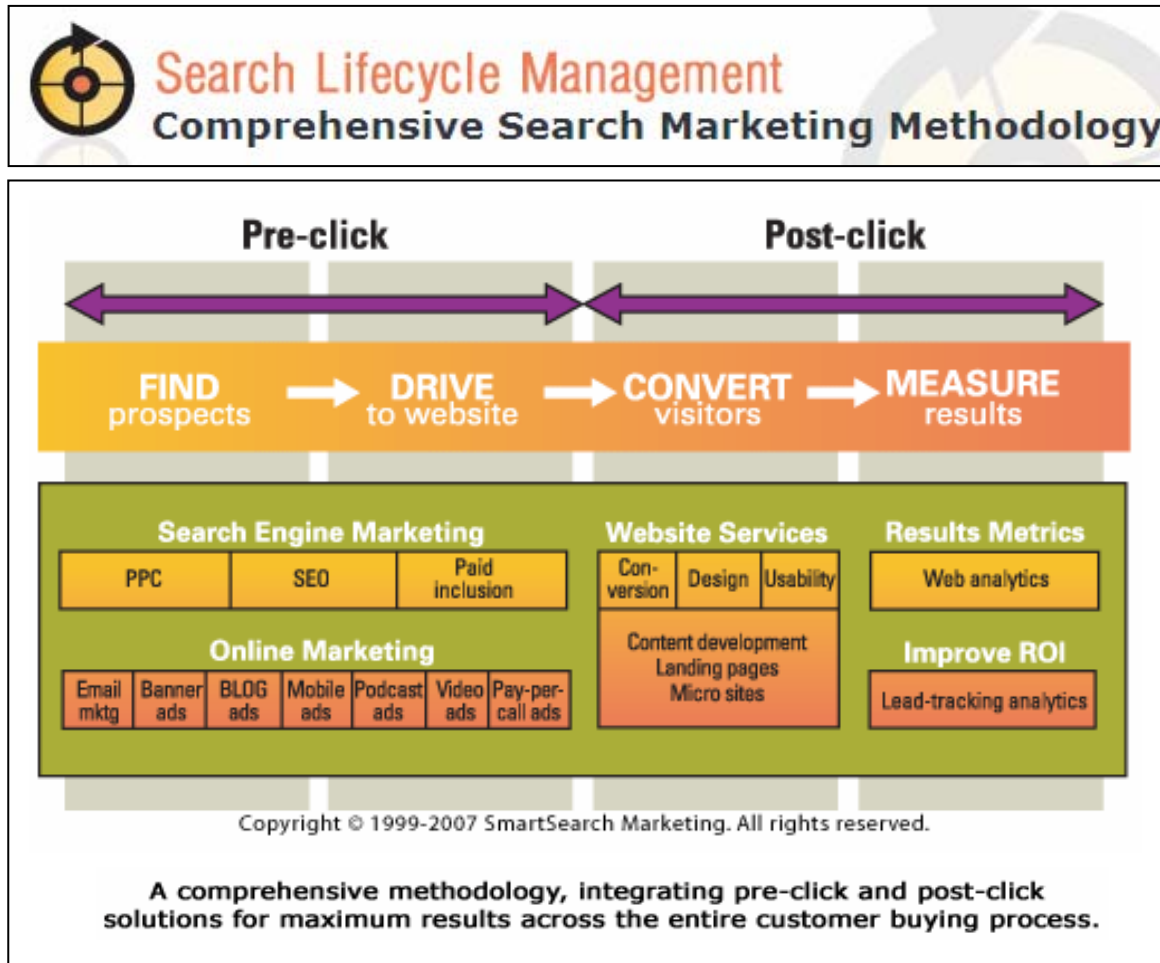 Search Lifecycle Management
Comprehensive Search Marketing Methodology
Pre-click
Post-click
FIND
prospects
DRIVE
to website
CONVERT
visitors
MEASURE
results
Search Engine Marketing
PPC
SEO
Paid
inclusion
Online Marketing
Email
mktg
Banner
ads
BLOG
ads
Mobile
ads
Podcast
ads
Video
ads
Pay-per-
call ads
Website Services
Con-
version
Design
Usability
Content development
Landing pages
Micro sites
Results Metrics
Web analytics
Improve ROI
Lead-tracking analytics
Copyright © 1999-2007 SmartSearch Marketing. All rights reserved.
A comprehensive methodology, integrating pre-click and post-click
solutions for maximum results across the entire customer buying process.